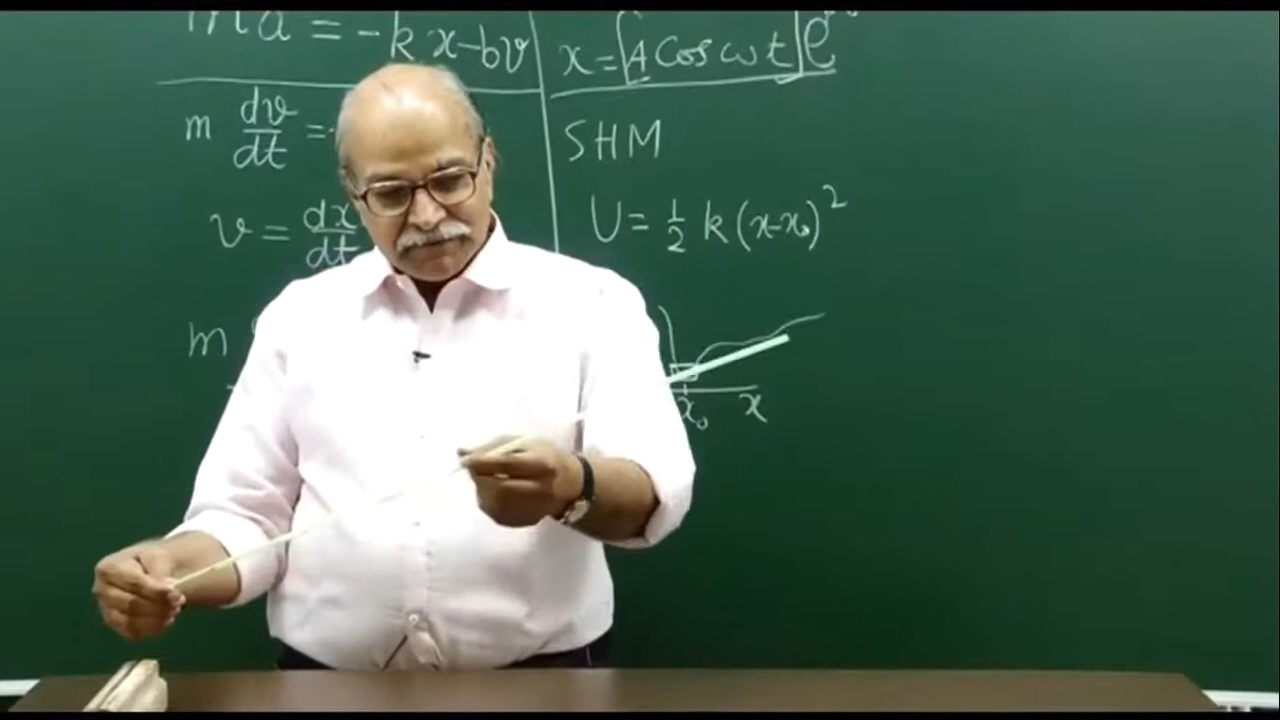 ma = -kx-bv
m dv/dt =
v = dx/dt
m
x = [A cos ωt] e
SHM
U = 1/2 k (x-x₀)²
x₀ x